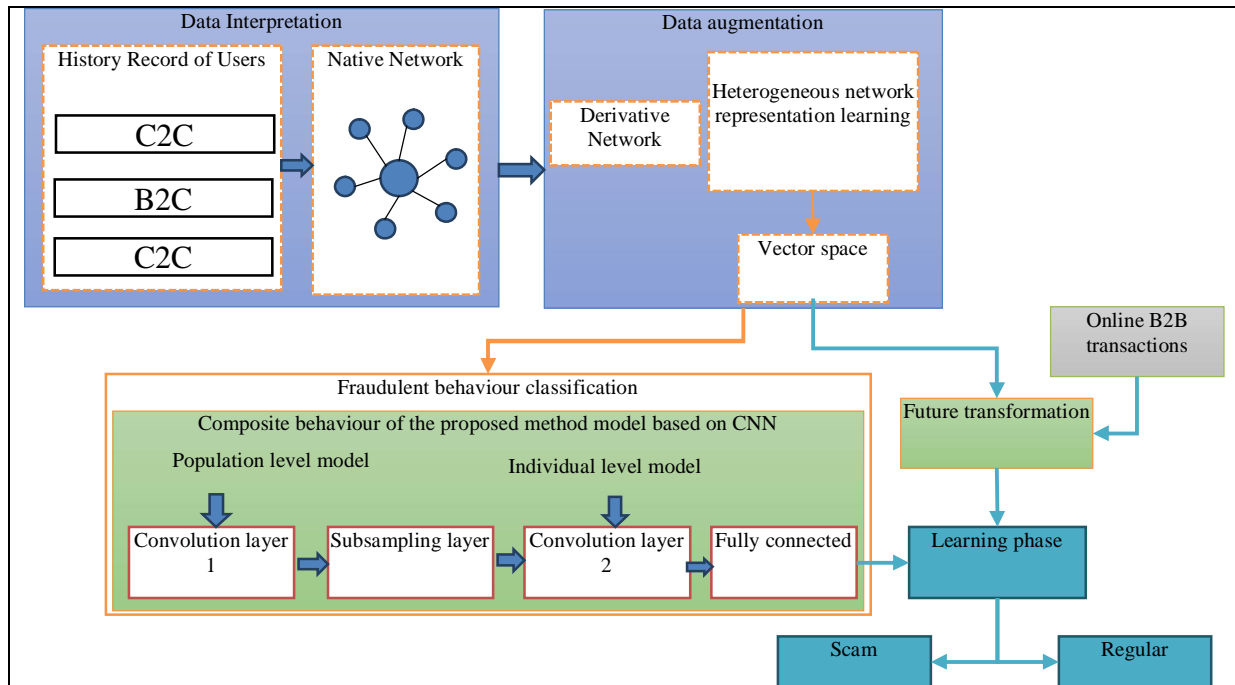 Data Interpretation
History Record of Users
C2C
B2C
C2C
Native Network
Data augmentation
Derivative
Network
Heterogeneous network
representation learning
Vector space
Online B2B
transactions
Future transformation
Fraudulent behaviour classification
Composite behaviour of the proposed method model based on CNN
Population level model
Individual level model
Convolution layer
1
Subsampling layer
Convolution layer
2
Fully connected
Learning phase
Scam
Regular